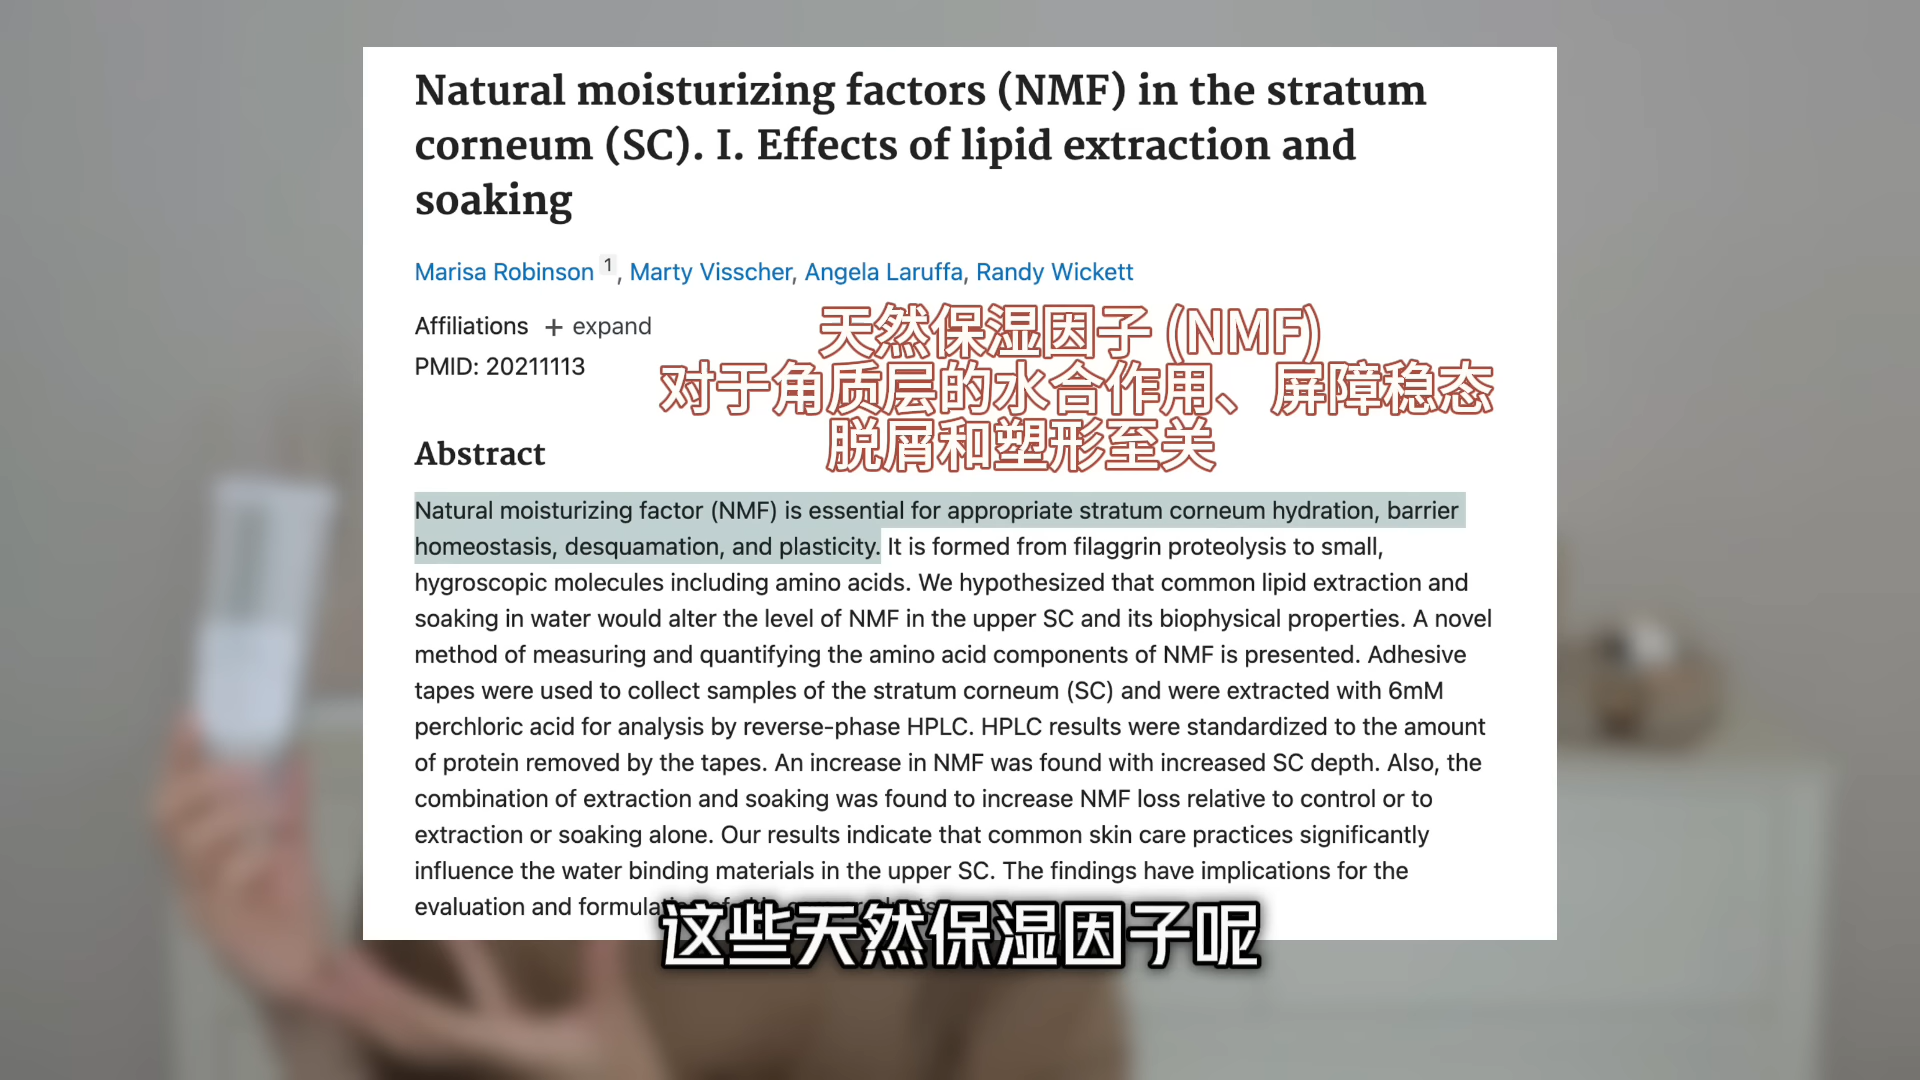 Natural moisturizing factors (NMF) in the stratum
corneum (SC). I. Effects of lipid extraction and
soaking
Marisa Robinson 1, Marty Visscher, Angela Laruffa, Randy Wickett
Affiliations + expand
PMID: 20211113
天然保湿因子 (NMF)
对于角质层的水合作用、屏障稳态
脱屑和塑形至关
Abstract
Natural moisturizing factor (NMF) is essential for appropriate stratum corneum hydration, barrier
homeostasis, desquamation, and plasticity. It is formed from filaggrin proteolysis to small,
hygroscopic molecules including amino acids. We hypothesized that common lipid extraction and
soaking in water would alter the level of NMF in the upper SC and its biophysical properties. A novel
method of measuring and quantifying the amino acid components of NMF is presented. Adhesive
tapes were used to collect samples of the stratum corneum (SC) and were extracted with 6mM
perchloric acid for analysis by reverse-phase HPLC. HPLC results were standardized to the amount
of protein removed by the tapes. An increase in NMF was found with increased SC depth. Also, the
combination of extraction and soaking was found to increase NMF loss relative to control or to
extraction or soaking alone. Our results indicate that common skin care practices significantly
influence the water binding materials in the upper SC. The findings have implications for the
evaluation and
这些天然保湿因子呢